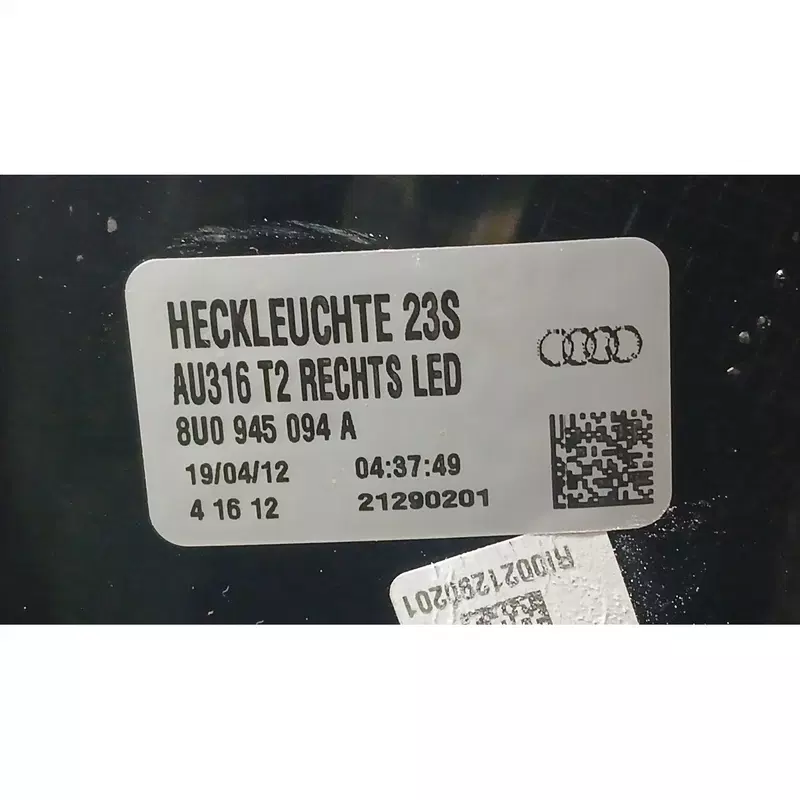 HECKLEUCHTE 23S
AU316 T2 RECHTS LED
8U0 945 094 A
19/04/12 04:37:49
4 16 12 21290201
RI0021290201